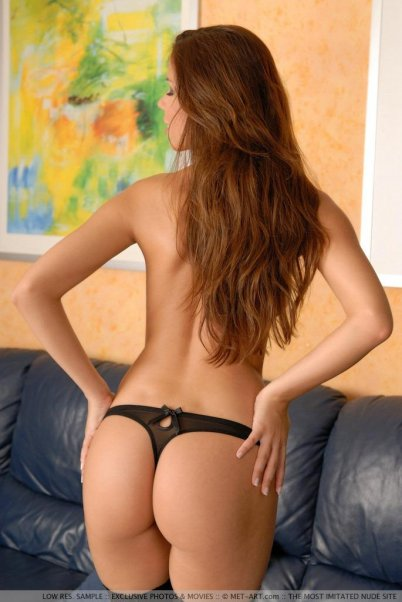 LOW RES. SAMPLE :: EXCLUSIVE PHOTOS & MOVIES :: © MET-ART.com :: THE MOST IMITATED NUDE SITE